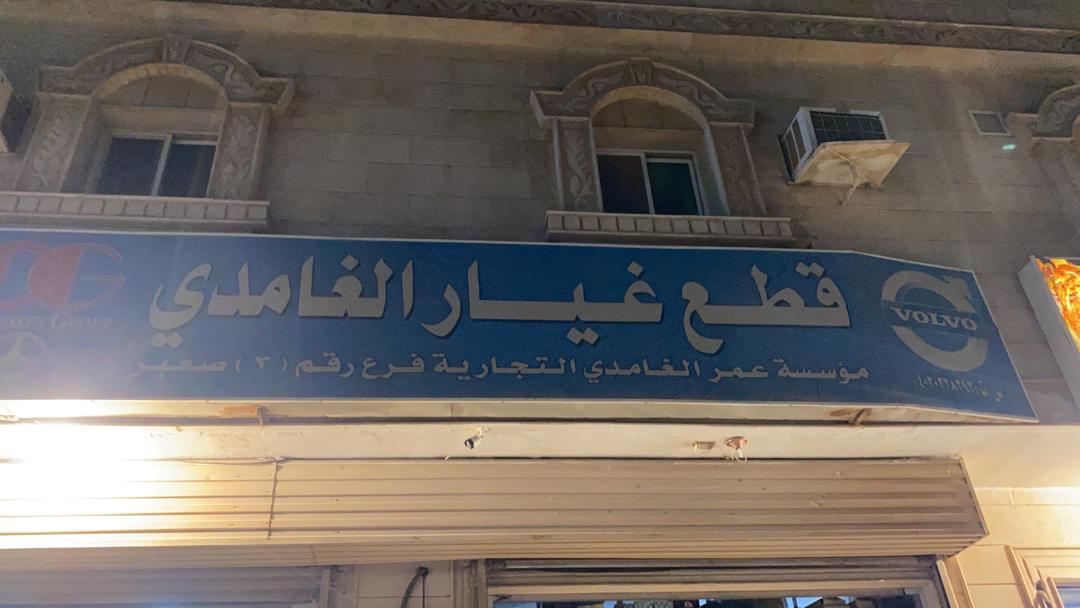 قطع غيار الغامدي
VOLVO
مؤسسة عمر الغامدي التجارية فرع رقم ( ٣ ) صعبر